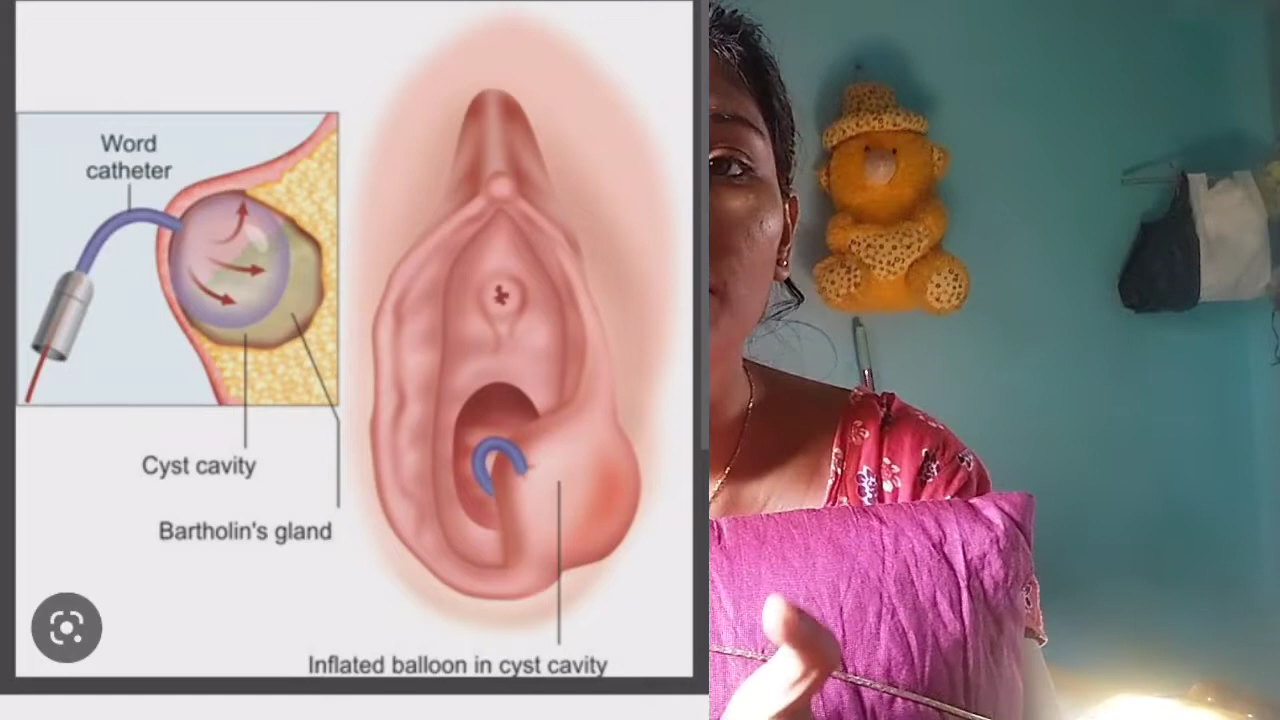 Word
catheter
Cyst cavity
Bartholin's gland
Inflated balloon in cyst cavity